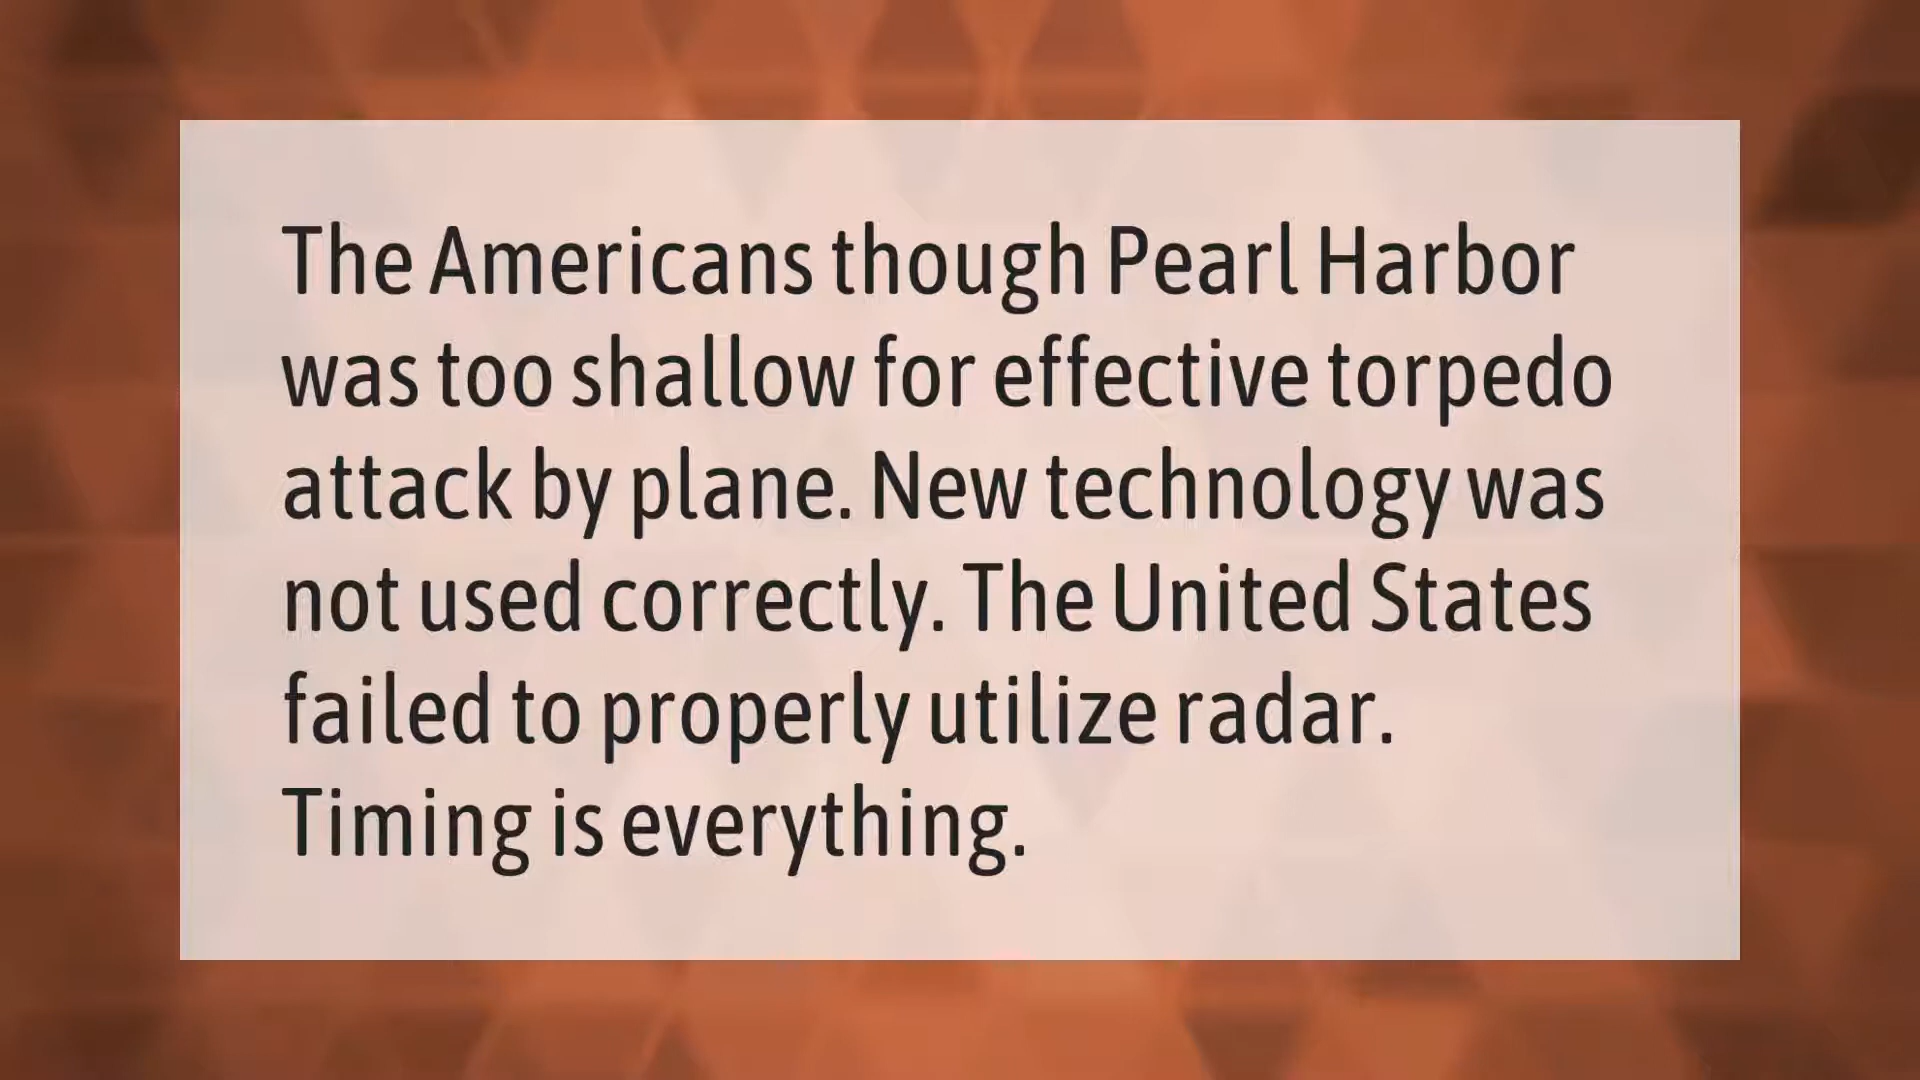 The Americans though Pearl Harbor
was too shallow for effective torpedo
attack by plane. New technology was
not used correctly. The United States
failed to properly utilize radar.
Timing is everything.